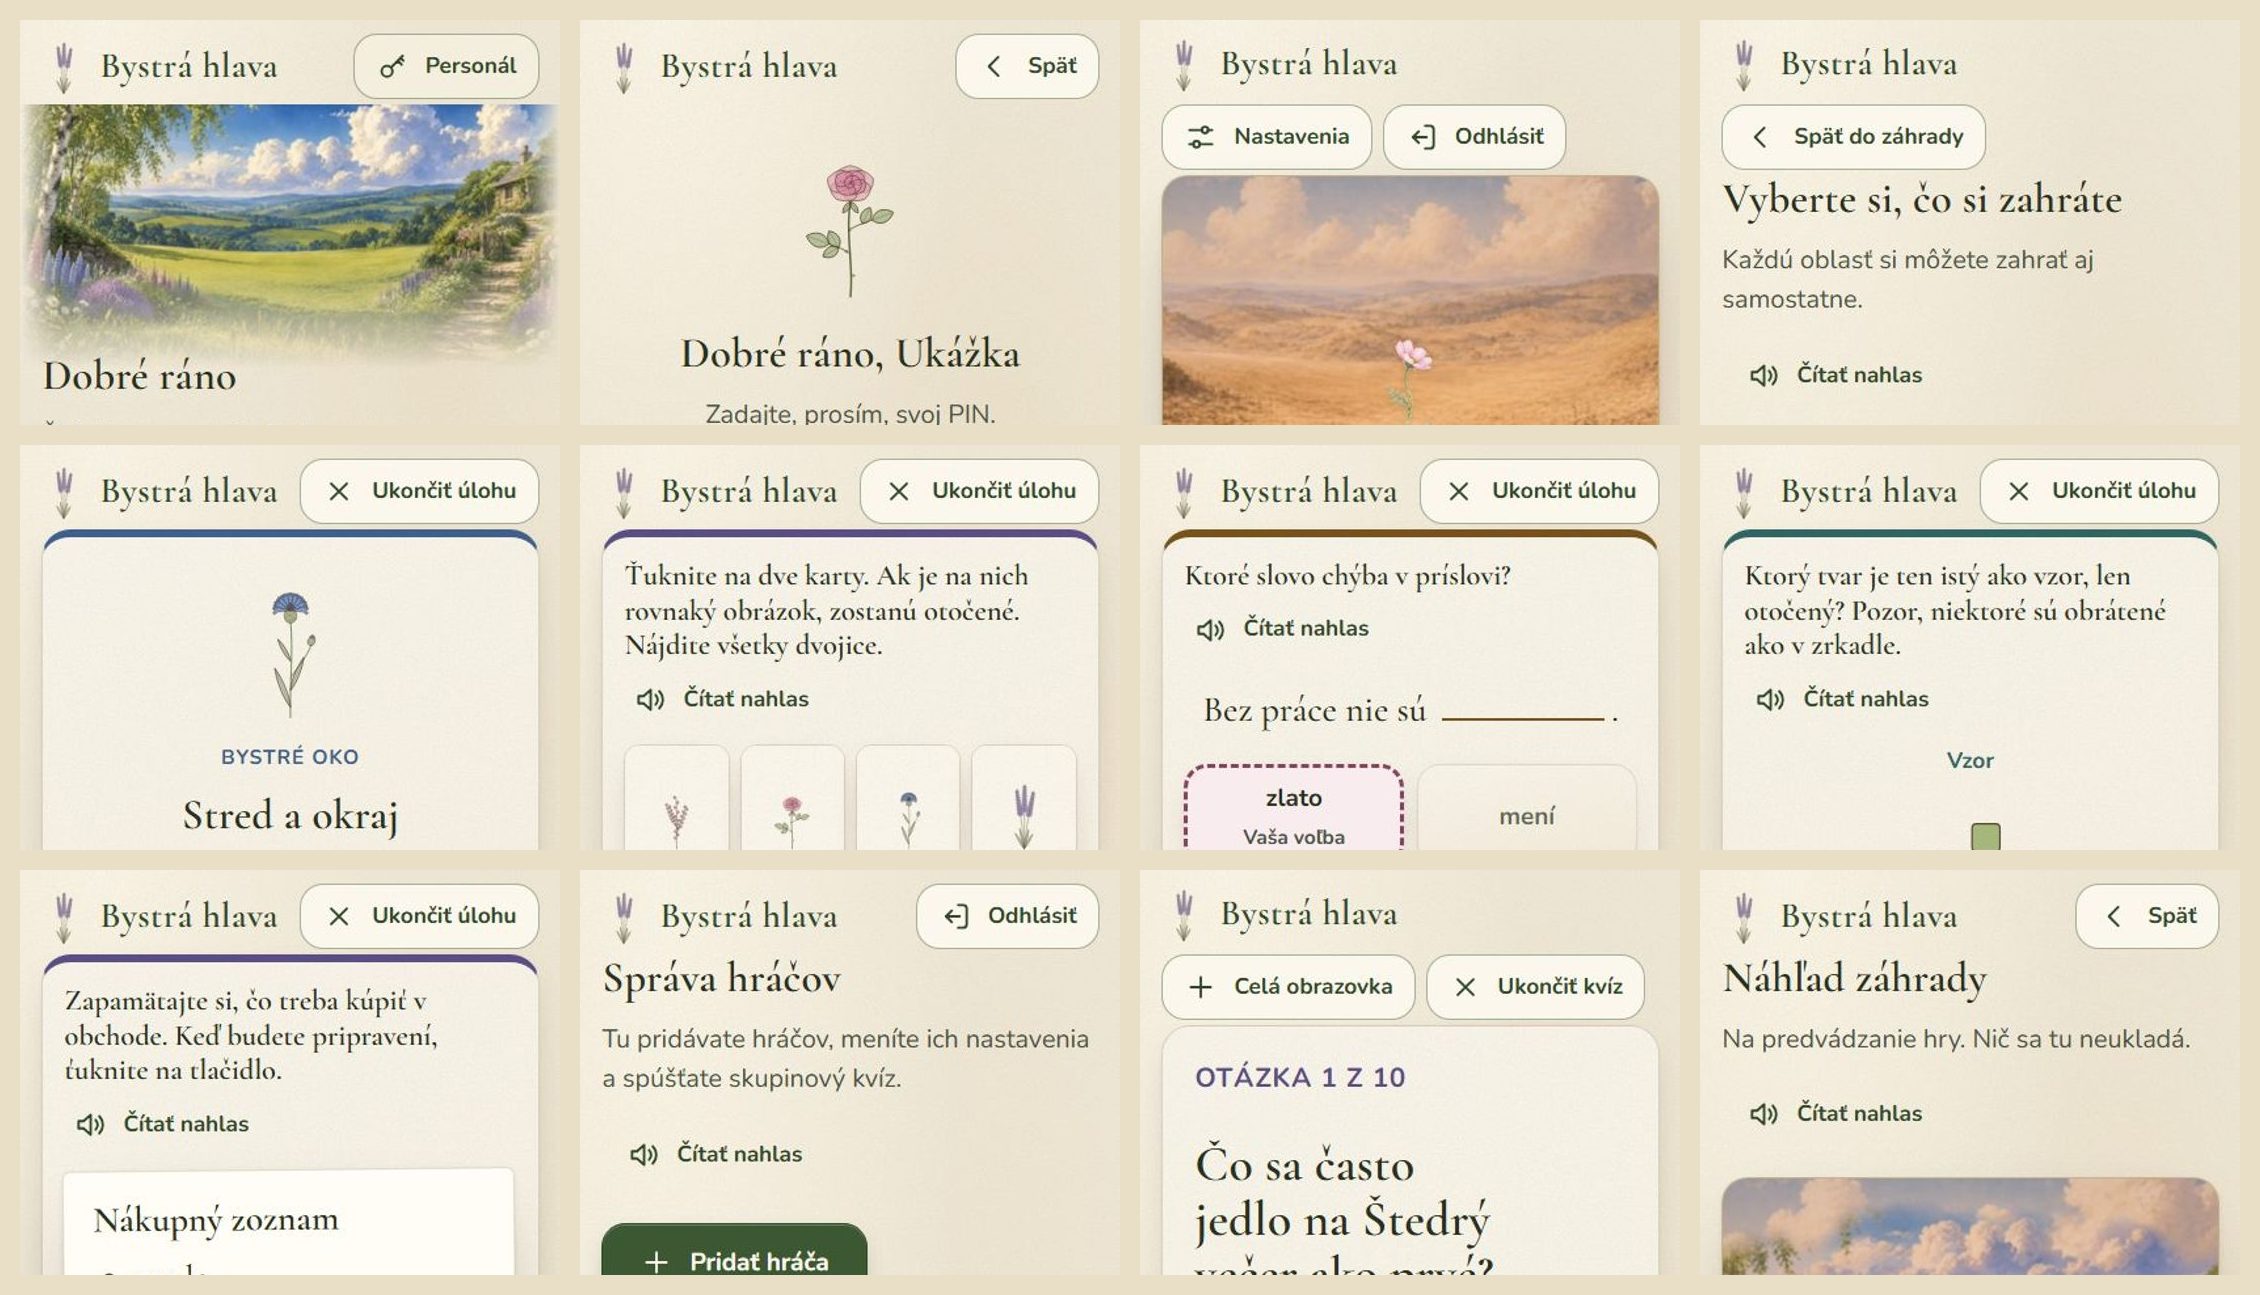 Bystrá hlava
Personál
Dobré ráno
Bystrá hlava
Späť
Dobré ráno, Ukážka
Zadajte, prosím, svoj PIN.
Bystrá hlava
Nastavenia
Odhlásiť
Bystrá hlava
Späť do záhrady
Vyberte si, čo si zahráte
Každú oblasť si môžete zahrať aj
samostatne.
Čítať nahlas
Bystrá hlava
Ukončiť úlohu
BYSTRÉ OKO
Stred a okraj
Bystrá hlava
Ukončiť úlohu
Ťuknite na dve karty. Ak je na nich
rovnaký obrázok, zostanú otočené.
Nájdite všetky dvojice.
Čítať nahlas
Bystrá hlava
Ukončiť úlohu
Ktoré slovo chýba v prísloví?
Čítať nahlas
Bez práce nie sú ________ .
zlato
Vaša voľba
mení
Bystrá hlava
Ukončiť úlohu
Ktorý tvar je ten istý ako vzor, len
otočený? Pozor, niektoré sú obrátené
ako v zrkadle.
Čítať nahlas
Vzor
Bystrá hlava
Ukončiť úlohu
Zapamätajte si, čo treba kúpiť v
obchode. Keď budete pripravení,
ťuknite na tlačidlo.
Čítať nahlas
Nákupný zoznam
Bystrá hlava
Odhlásiť
Správa hráčov
Tu pridávate hráčov, meníte ich nastavenia
a spúšťate skupinový kvíz.
Čítať nahlas
Pridať hráča
Bystrá hlava
Celá obrazovka
Ukončiť kvíz
OTÁZKA 1 Z 10
Čo sa často
jedlo na Štedrý
večer ako prvé?
Bystrá hlava
Späť
Náhľad záhrady
Na predvádzanie hry. Nič sa tu neukladá.
Čítať nahlas